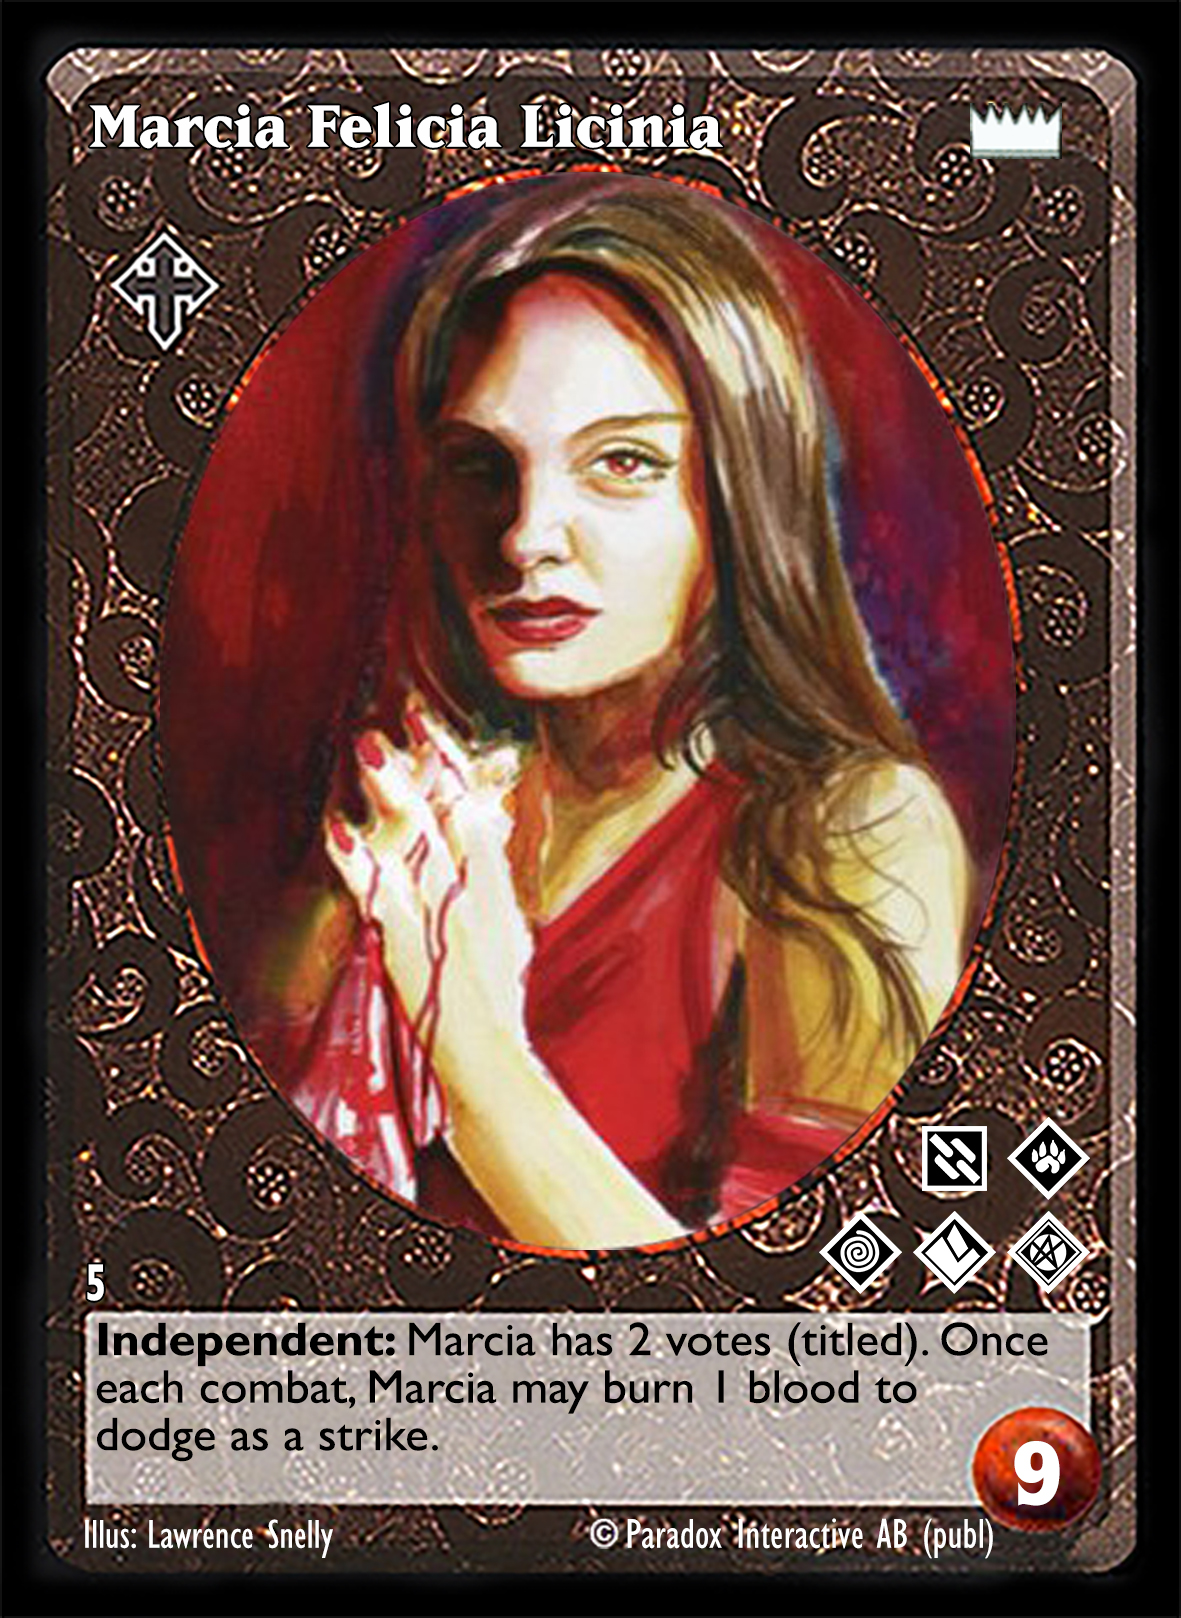 Marcia Felicia Licinia
5
Independent: Marcia has 2 votes (titled). Once
each combat, Marcia may burn 1 blood to
dodge as a strike.
9
Illus: Lawrence Snelly
© Paradox Interactive AB (publ)